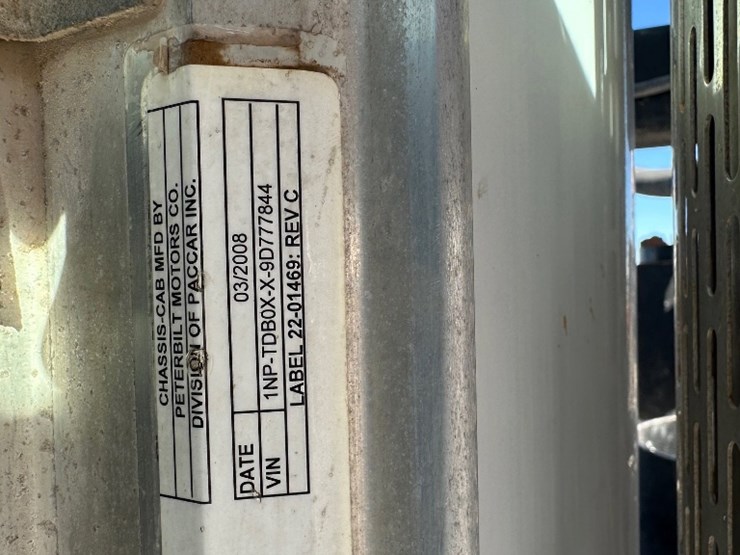 CHASSIS-CAB MFD BY
PETERBILT MOTORS CO.
DIVISION OF PACCAR INC.
DATE 03/2008
VIN 1NP-TDB0X-X-9D777844
LABEL 22-01469: REV C